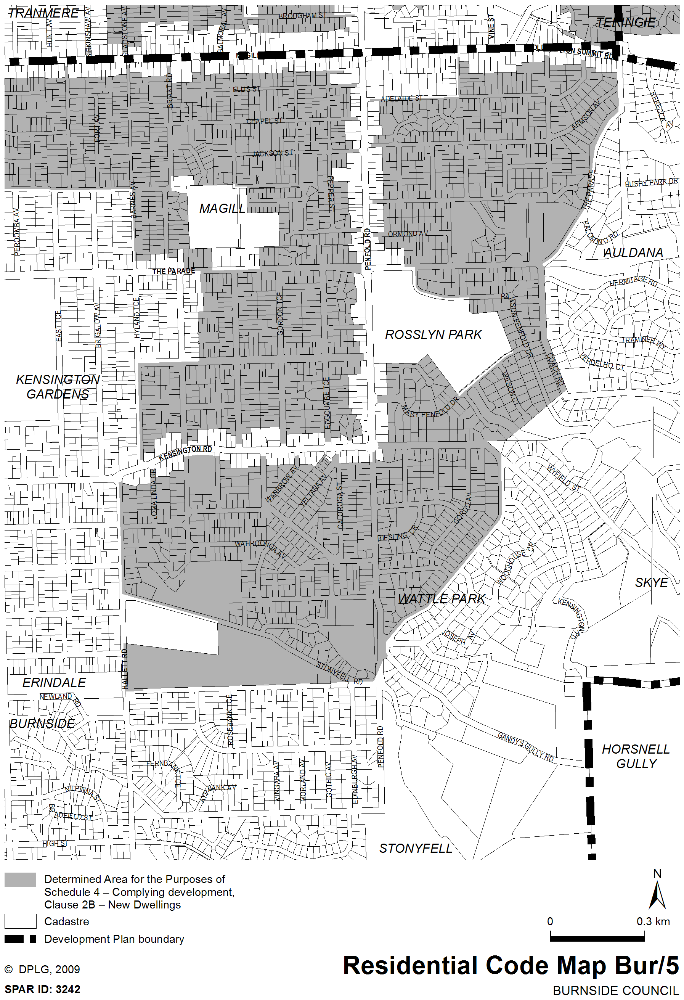 TRANMERE
HUNT AV
BIRKINSHAW AV
GLADSTONE AV
BALMORAL AV
BROUGHAM ST
VINE ST
TERINGIE
SUMMIT RD
BRIANT RD
ELLIS ST
ADELAIDE ST
REBECCA AV
ARMSON AV
FORT AV
CHAPEL ST
JACKSON ST
THE PARADE
BUSHY PARK DR
PEPPER ST
BARNES AV
MAGILL
PEROOMBA AV
PALOMINO RD
ORMOND AV
PENFOLD RD
AULDANA
THE PARADE
HERMITAGE RD
RAWSON PENFOLD DR
GORDON TCE
HYLAND TCE
BRIGALOW AV
EAST TCE
ROSSLYN PARK
TRAMINER WY
VERDELHO CT
COACH RD
WILSON CT
KENSINGTON
GARDENS
EDGCUMBE TCE
MARY PENFOLD DR
KENSINGTON RD
WYFIELD ST
LOMA LINDA GR
WANBROW AV
YELTANA AV
CALOROGA ST
GORDO AV
RIESLING CR
WAHROONGA AV
WOODHOUSE CR
SKYE
WATTLE PARK
KENSINGTON RD
JOSEPH AV
HALLETT RD
STONYFELL RD
ERINDALE
NEWLAND RD
BURNSIDE
ROSEBANK TCE
PENFOLD RD
GANDYS GULLY RD
HORSNELL
GULLY
FERNBANK TCE
MINGARA AV
MORLAND AV
GOTHIC AV
EDINBURGH AV
AYRBANK AV
NILPINNA ST
BRADFIELD ST
HIGH ST
STONYFELL
Determined Area for the Purposes of
Schedule 4 – Complying development,
Clause 2B – New Dwellings
Cadastre
Development Plan boundary
N
0 0.3 km
© DPLG, 2009
SPAR ID: 3242
Residential Code Map Bur/5
BURNSIDE COUNCIL